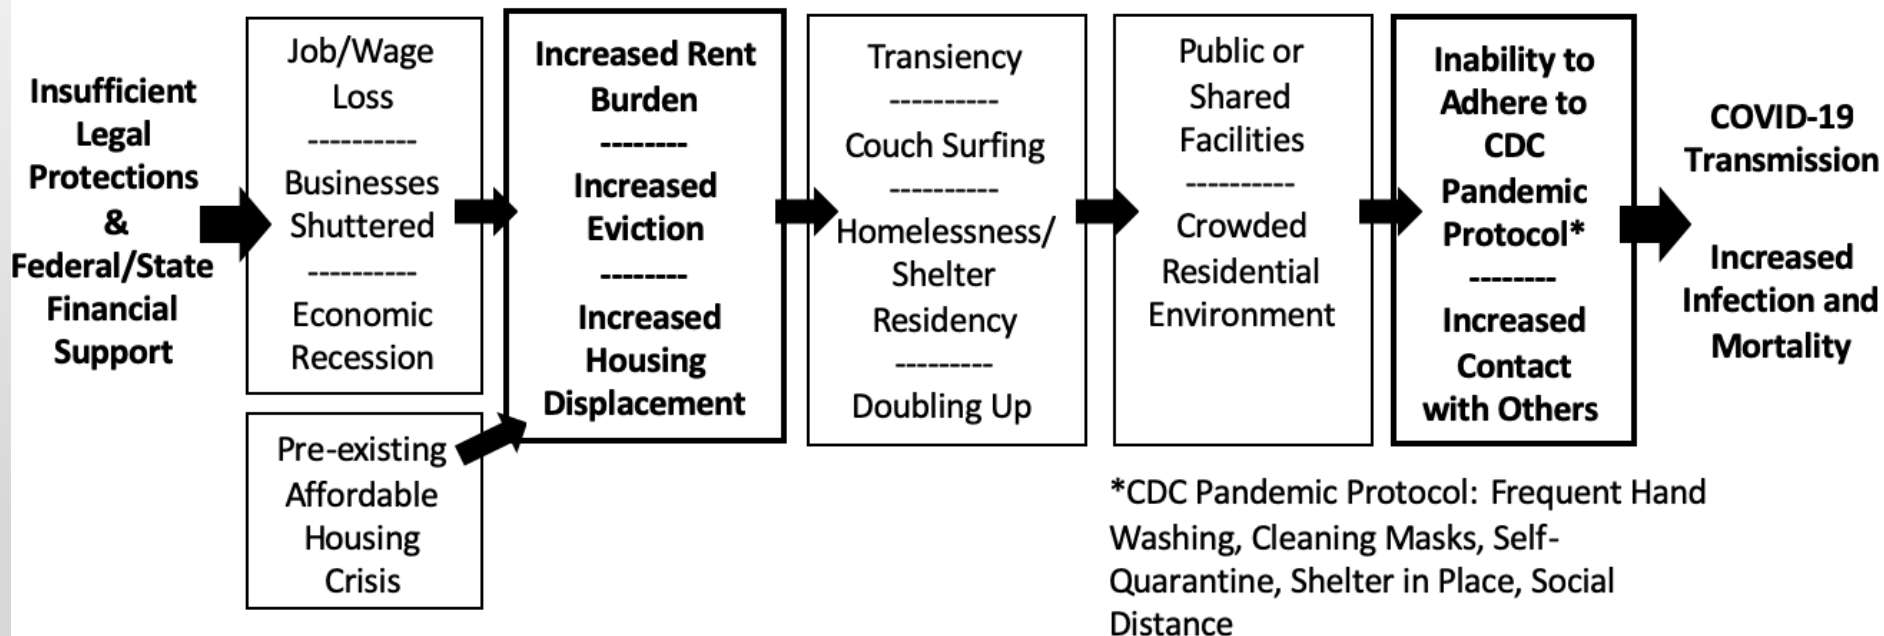 Insufficient
Legal
Protections
&
Federal/State
Financial
Support
Job/Wage
Loss
----------
Businesses
Shuttered
----------
Economic
Recession
Pre-existing
Affordable
Housing
Crisis
Increased Rent
Burden
--------
Increased
Eviction
--------
Increased
Housing
Displacement
Transiency
----------
Couch Surfing
----------
Homelessness/
Shelter
Residency
---------
Doubling Up
Public or
Shared
Facilities
----------
Crowded
Residential
Environment
Inability to
Adhere to
CDC
Pandemic
Protocol*
--------
Increased
Contact
with Others
COVID-19
Transmission
Increased
Infection and
Mortality
*CDC Pandemic Protocol: Frequent Hand
Washing, Cleaning Masks, Self-
Quarantine, Shelter in Place, Social
Distance